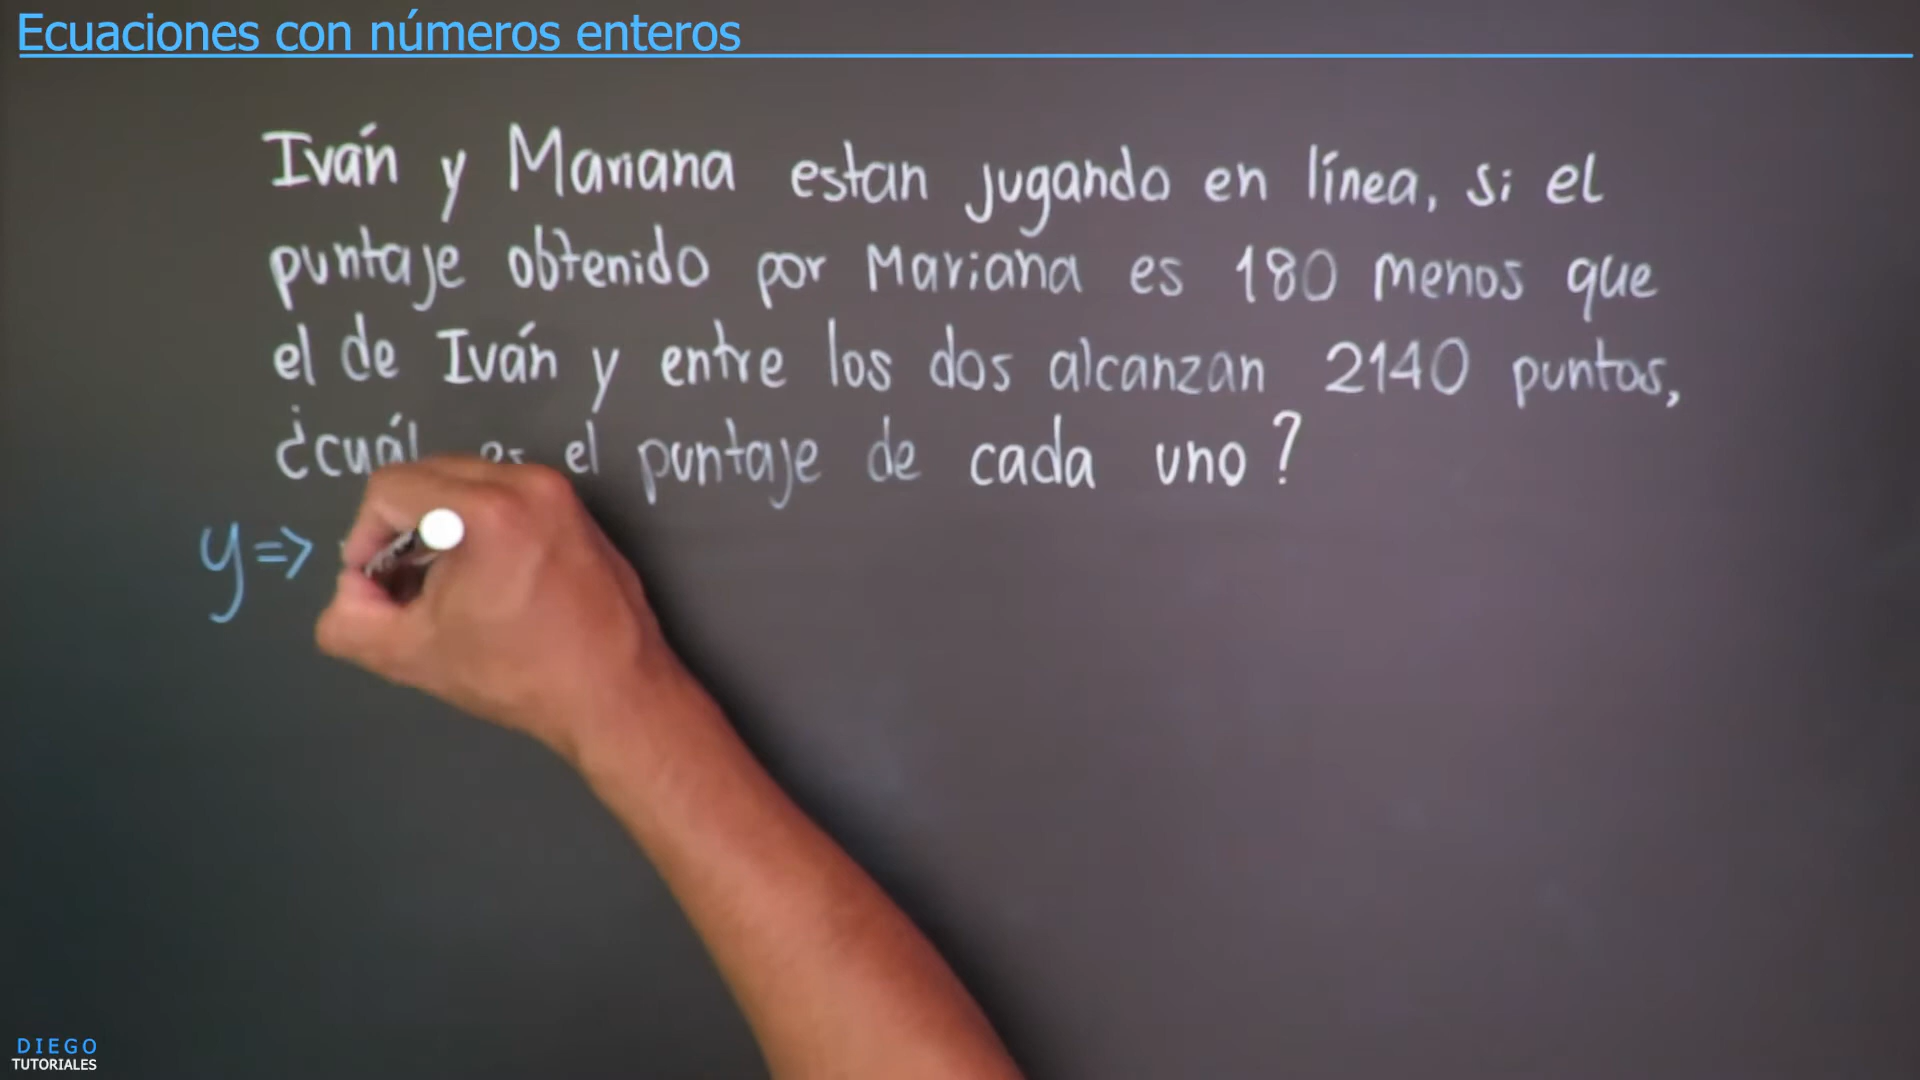 Ecuaciones con números enteros
Iván y Mariana estan jugando en línea, si el
puntaje obtenido por Mariana es 180 menos que
el de Iván y entre los dos alcanzan 2140 puntos,
¿cuál es el puntaje de cada uno?
y =>
DIEGO
TUTORIALES